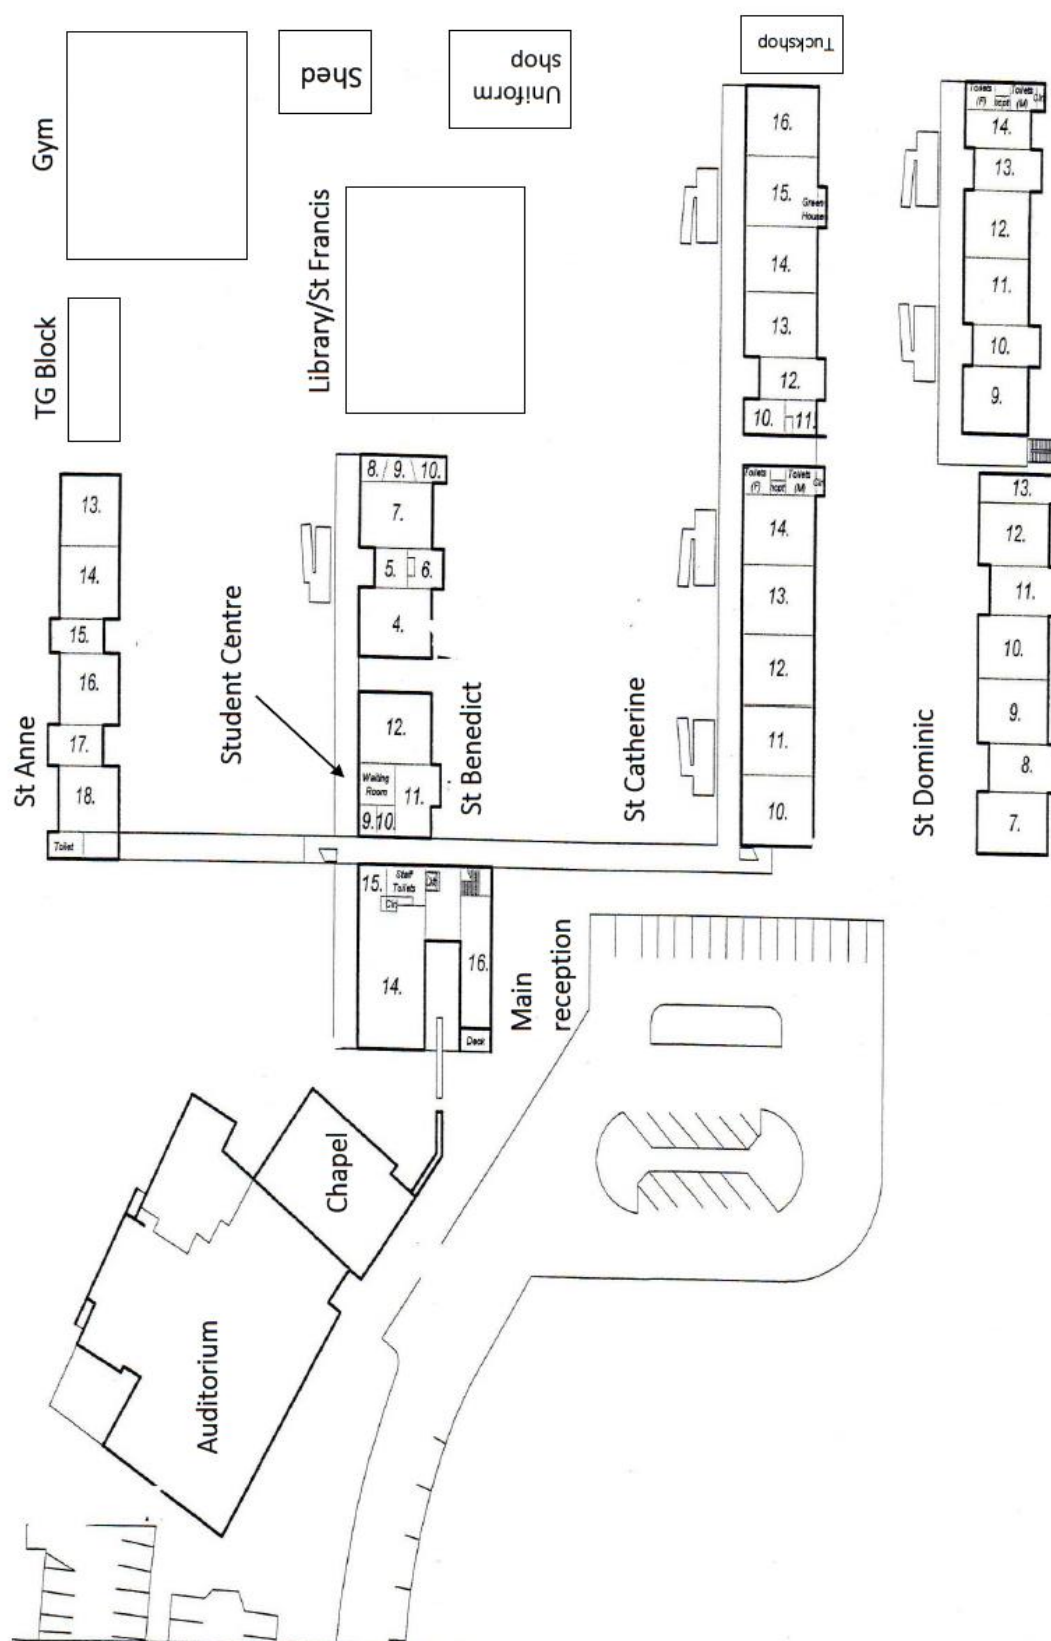 Gym
Shed
Uniform
shop
Tuckshop
TG Block
Library/St Francis
16.
15.
Green
House
14.
13.
12.
10.
11.
Toilets
(F)
Toilets
(M)
14.
13.
12.
11.
10.
9.
St Anne
13.
14.
15.
16.
17.
18.
Toilet
Student Centre
8.
9.
10.
7.
5.
6.
4.
12.
Waiting
Room
11.
9.
10.
St Benedict
St Catherine
Toilets
(F)
Toilets
(M)
14.
13.
12.
11.
10.
St Dominic
13.
12.
11.
10.
9.
8.
7.
15.
Staff
Toilets
14.
16.
Deck
Main
reception
Chapel
Auditorium